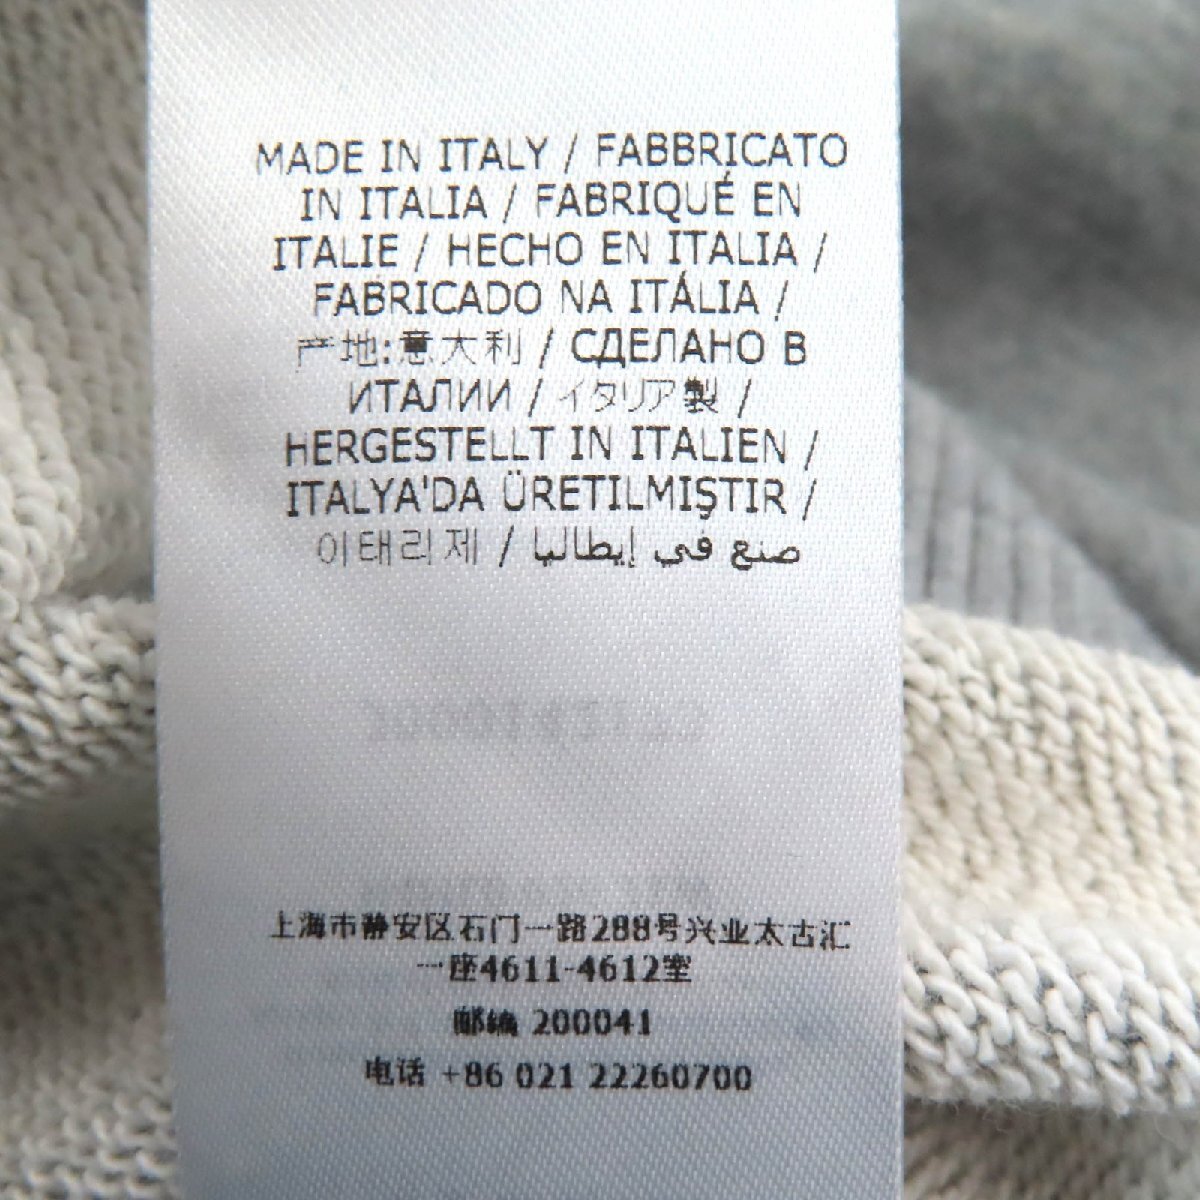 MADE IN ITALY / FABBRICATO
IN ITALIA / FABRIQUÉ EN
ITALIE / HECHO EN ITALIA /
FABRICADO NA ITÁLIA /
产地:意大利 / СДЕЛАНО В
ИТАЛИИ / イタリア製 /
HERGESTELLT IN ITALIEN /
ITALYA'DA ÜRETILMIŞTIR /
이태리제 / صنع في إيطاليا
上海市静安区石门一路288号兴业太古汇
一座4611-4612室
邮编 200041
电话 +86 021 22260700